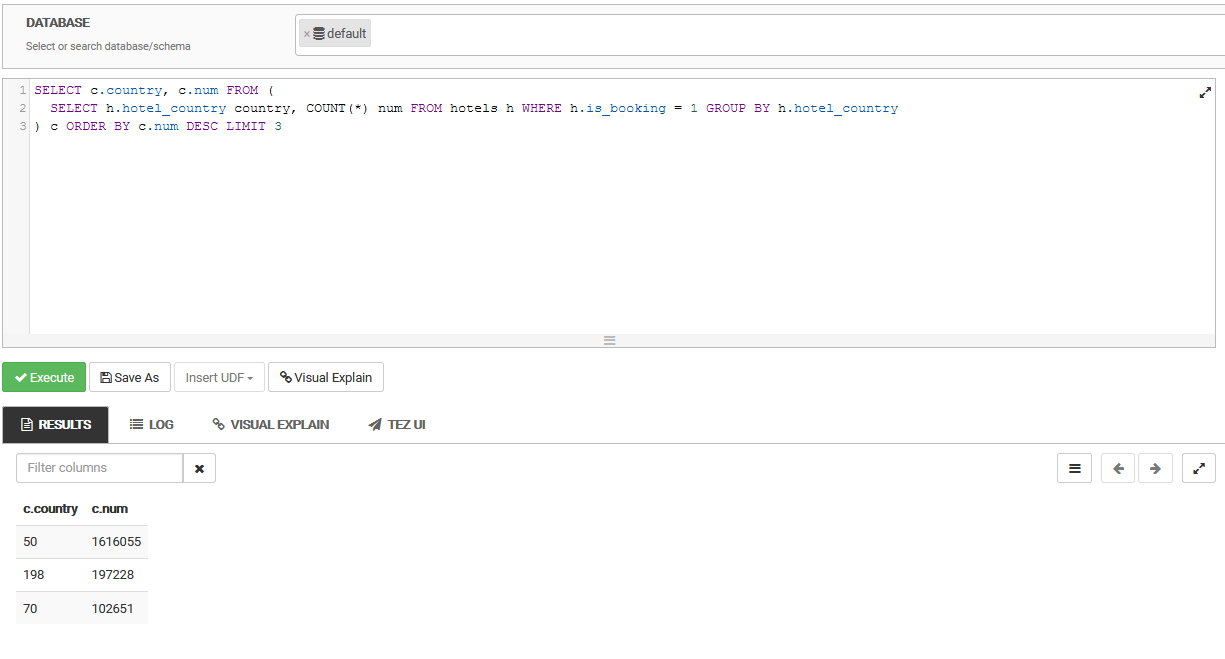 DATABASE
Select or search database/schema
× default
1 SELECT c.country, c.num FROM (
2   SELECT h.hotel_country country, COUNT(*) num FROM hotels h WHERE h.is_booking = 1 GROUP BY h.hotel_country
3 ) c ORDER BY c.num DESC LIMIT 3
Execute Save As Insert UDF Visual Explain
RESULTS LOG VISUAL EXPLAIN TEZ UI
Filter columns
c.country c.num
50 1616055
198 197228
70 102651